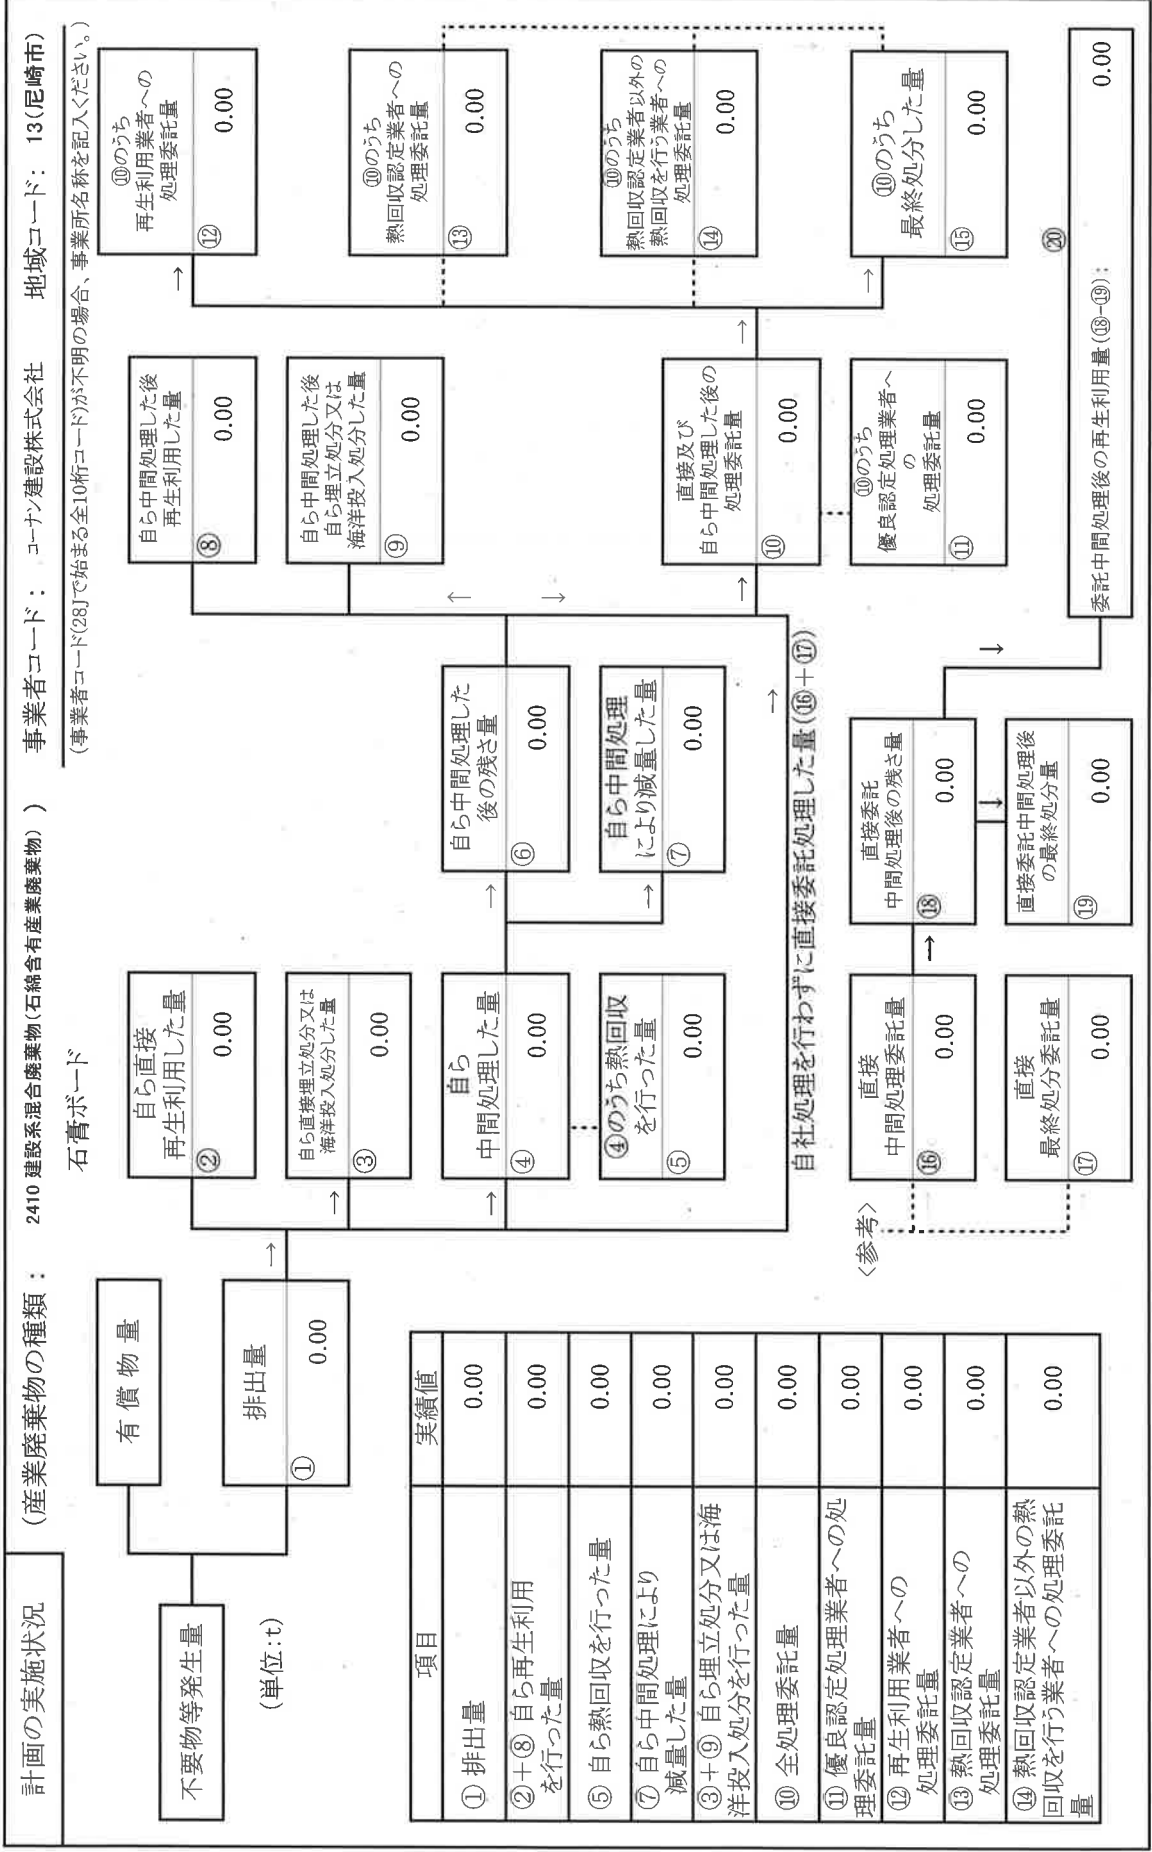 計画の実施状況
(産業廃棄物の種類 :
2410 建設系混合廃棄物(石綿含有産業廃棄物)
)
石膏ボード
事業者コード :
コーナン建設株式会社
地域コード :
13(尼崎市)
(事業者コード(「28」で始まる全10桁コード)が不明の場合、事業所名称を記入ください。)
不要物等発生量
(単位:t)
有 償 物 量
排出量
①
0.00
→
自ら直接
再生利用した量
②
0.00
→
自ら直接埋立処分又は
海洋投入処分した量
③
0.00
→
自ら
中間処理した量
④
0.00
④のうち熱回収
を行った量
⑤
0.00
→
自ら中間処理した
後の残さ量
⑥
0.00
→
自ら中間処理
により減量した量
⑦
0.00
自ら中間処理した後
再生利用した量
⑧
0.00
自ら中間処理した後
自ら埋立処分又は
海洋投入処分した量
⑨
0.00
↑
↓
→
直接及び
自ら中間処理した後の
処理委託量
⑩
0.00
→
⑩のうち
優良認定処理業者へ
の
処理委託量
⑪
0.00
→
⑩のうち
再生利用業者への
処理委託量
⑫
0.00
⑩のうち
熱回収認定業者への
処理委託量
⑬
0.00
⑩のうち
熱回収認定業者以外の
熱回収を行う業者への
処理委託量
⑭
0.00
→
⑩のうち
最終処分した量
⑮
0.00
自社処理を行わずに直接委託処理した量(⑯+⑰)
→
<参考>
直接
中間処理委託量
⑯
0.00
直接
最終処分委託量
⑰
0.00
→
直接委託
中間処理後の残さ量
⑱
0.00
↓
直接委託中間処理後
の最終処分量
⑲
0.00
↓
⑳
委託中間処理後の再生利用量(⑱-⑲) :
0.00
項目
実績値
① 排出量
0.00
②+⑧ 自ら再生利用
を行った量
0.00
⑤ 自ら熱回収を行った量
0.00
⑦ 自ら中間処理により
減量した量
0.00
③+⑨ 自ら埋立処分又は海
洋投入処分を行った量
0.00
⑩ 全処理委託量
0.00
⑪ 優良認定処理業者への処
理委託量
0.00
⑫ 再生利用業者への
処理委託量
0.00
⑬ 熱回収認定業者への
処理委託量
0.00
⑭ 熱回収認定業者以外の熱
回収を行う業者への処理委託
量
0.00